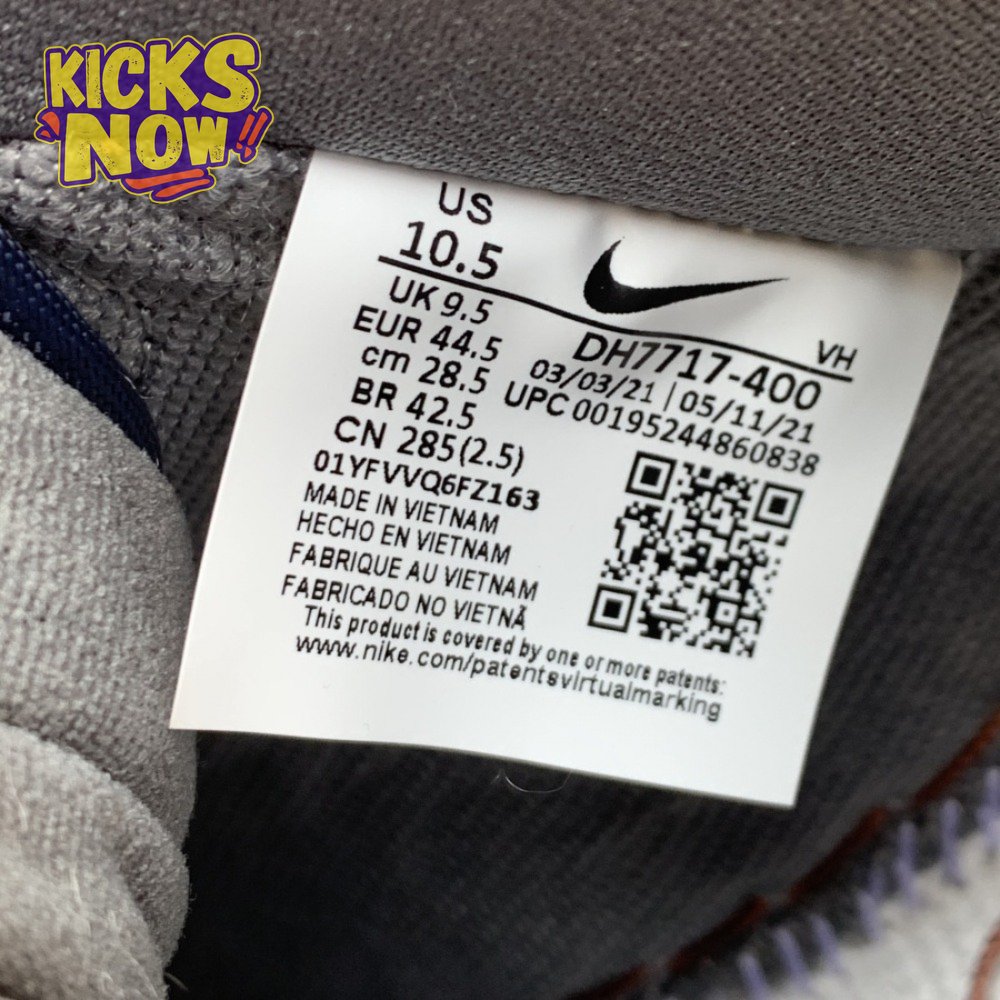 KICKS
NOW!!
US
10.5
UK 9.5
EUR 44.5
cm 28.5
BR 42.5
CN 285(2.5)
01YFVVQ6FZ163
MADE IN VIETNAM
HECHO EN VIETNAM
FABRIQUE AU VIETNAM
FABRICADO NO VIETNÃ
This product is covered by one or more patents:
www.nike.com/patentsvirtualmarking
VH
DH7717-400
03/03/21 | 05/11/21
UPC 00195244860838